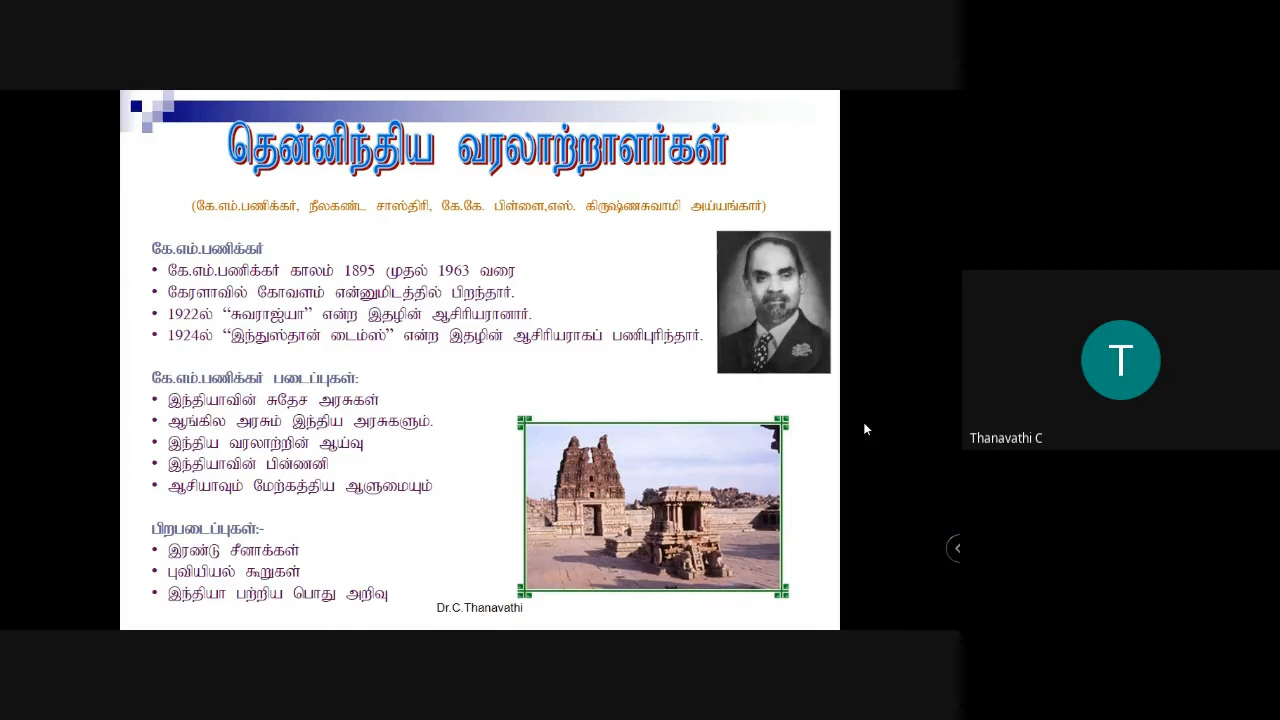 தென்னிந்திய வரலாற்றாளர்கள்
(கே.எம்.பணிக்கர், நீலகண்ட சாஸ்திரி, கே.கே. பிள்ளை,எஸ். கிருஷ்ணசுவாமி அய்யங்கார்)
கே.எம்.பணிக்கர்
• கே.எம்.பணிக்கர் காலம் 1895 முதல் 1963 வரை
• கேரளாவில் கோவளம் என்னுமிடத்தில் பிறந்தார்.
• 1922ல் “சுவராஜ்யா” என்ற இதழின் ஆசிரியரானார்.
• 1924ல் “இந்துஸ்தான் டைம்ஸ்” என்ற இதழின் ஆசிரியராகப் பணிபுரிந்தார்.
கே.எம்.பணிக்கர் படைப்புகள்:
• இந்தியாவின் சுதேச அரசுகள்
• ஆங்கில அரசும் இந்திய அரசுகளும்.
• இந்திய வரலாற்றின் ஆய்வு
• இந்தியாவின் பின்ணனி
• ஆசியாவும் மேற்கத்திய ஆளுமையும்
பிறபடைப்புகள்:-
• இரண்டு சீனாக்கள்
• புவியியல் கூறுகள்
• இந்தியா பற்றிய பொது அறிவு
Dr.C.Thanavathi
T
Thanavathi C